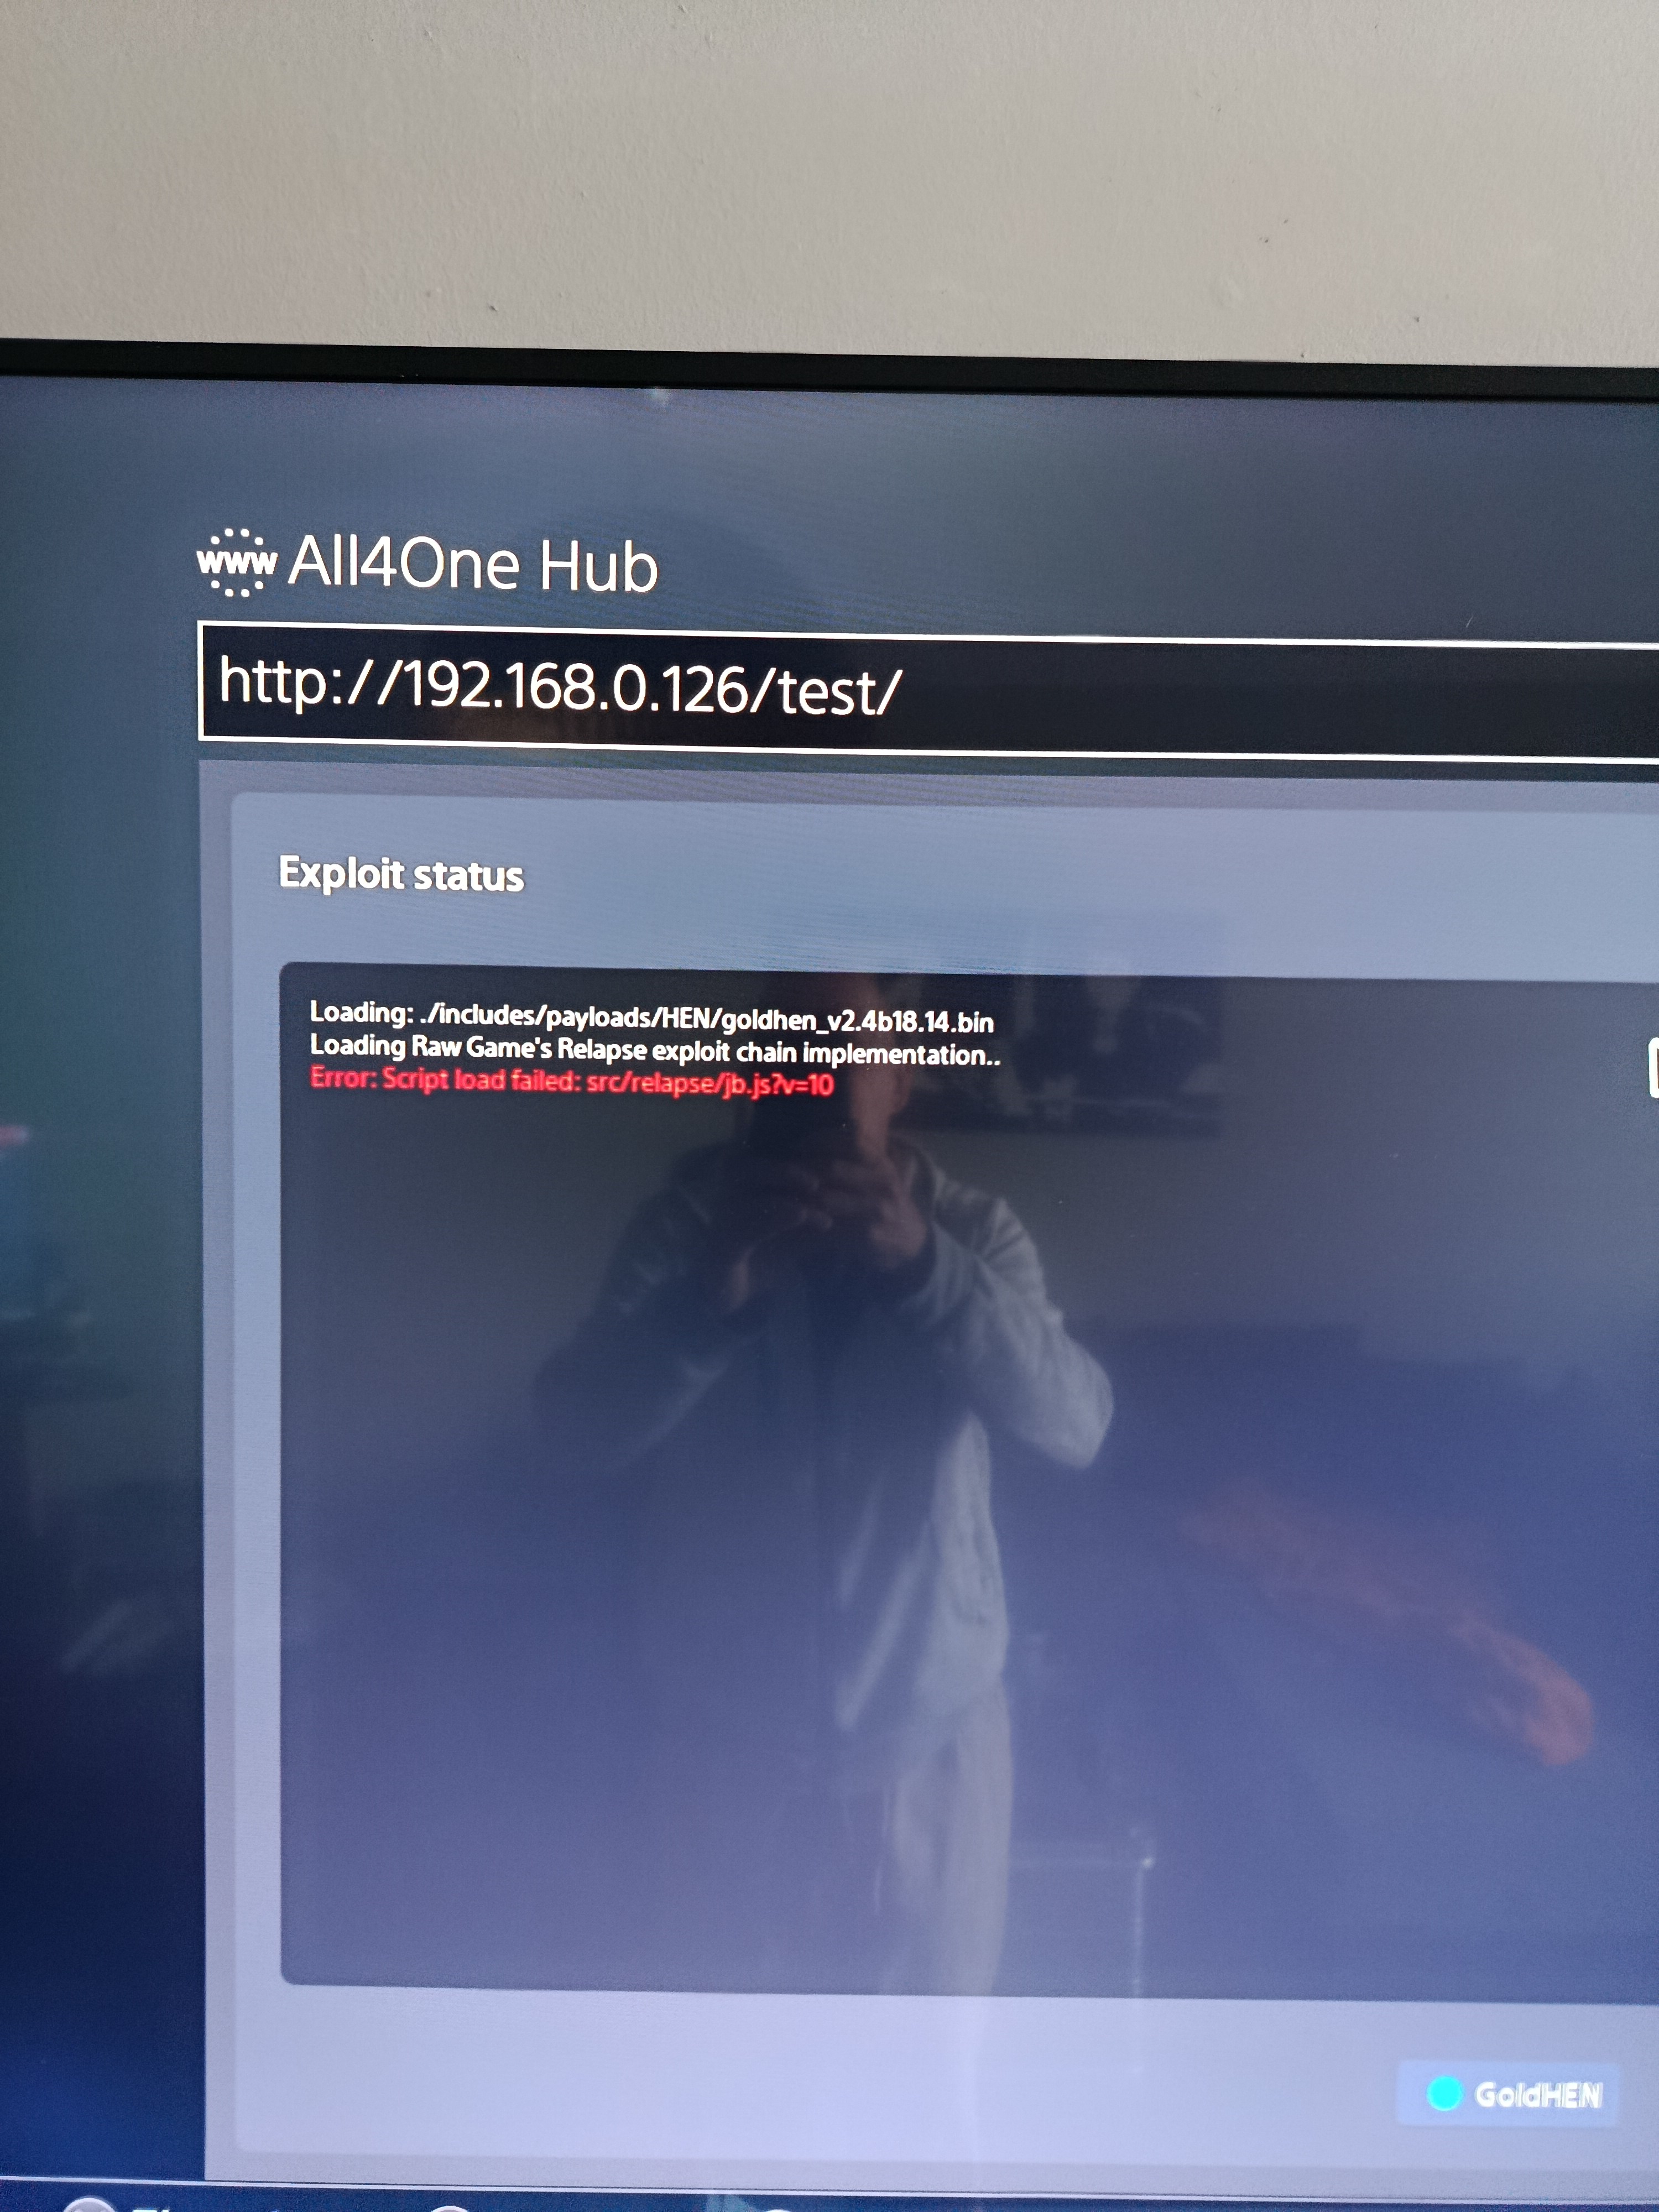 www All4One Hub
http://192.168.0.126/test/
Exploit status
Loading: ./includes/payloads/HEN/goldhen_v2.4b18.14.bin
Loading Raw Game's Relapse exploit chain implementation..
Error: Script load failed: src/relapse/jb.js?v=10
GoldHEN